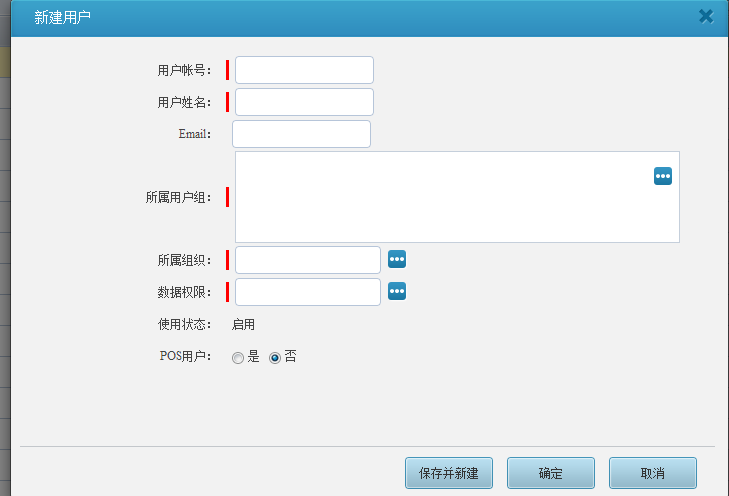 新建用户
用户帐号：
用户姓名：
Email：
所属用户组：
所属组织：
数据权限：
使用状态： 启用
POS用户： 是 否
保存并新建 确定 取消